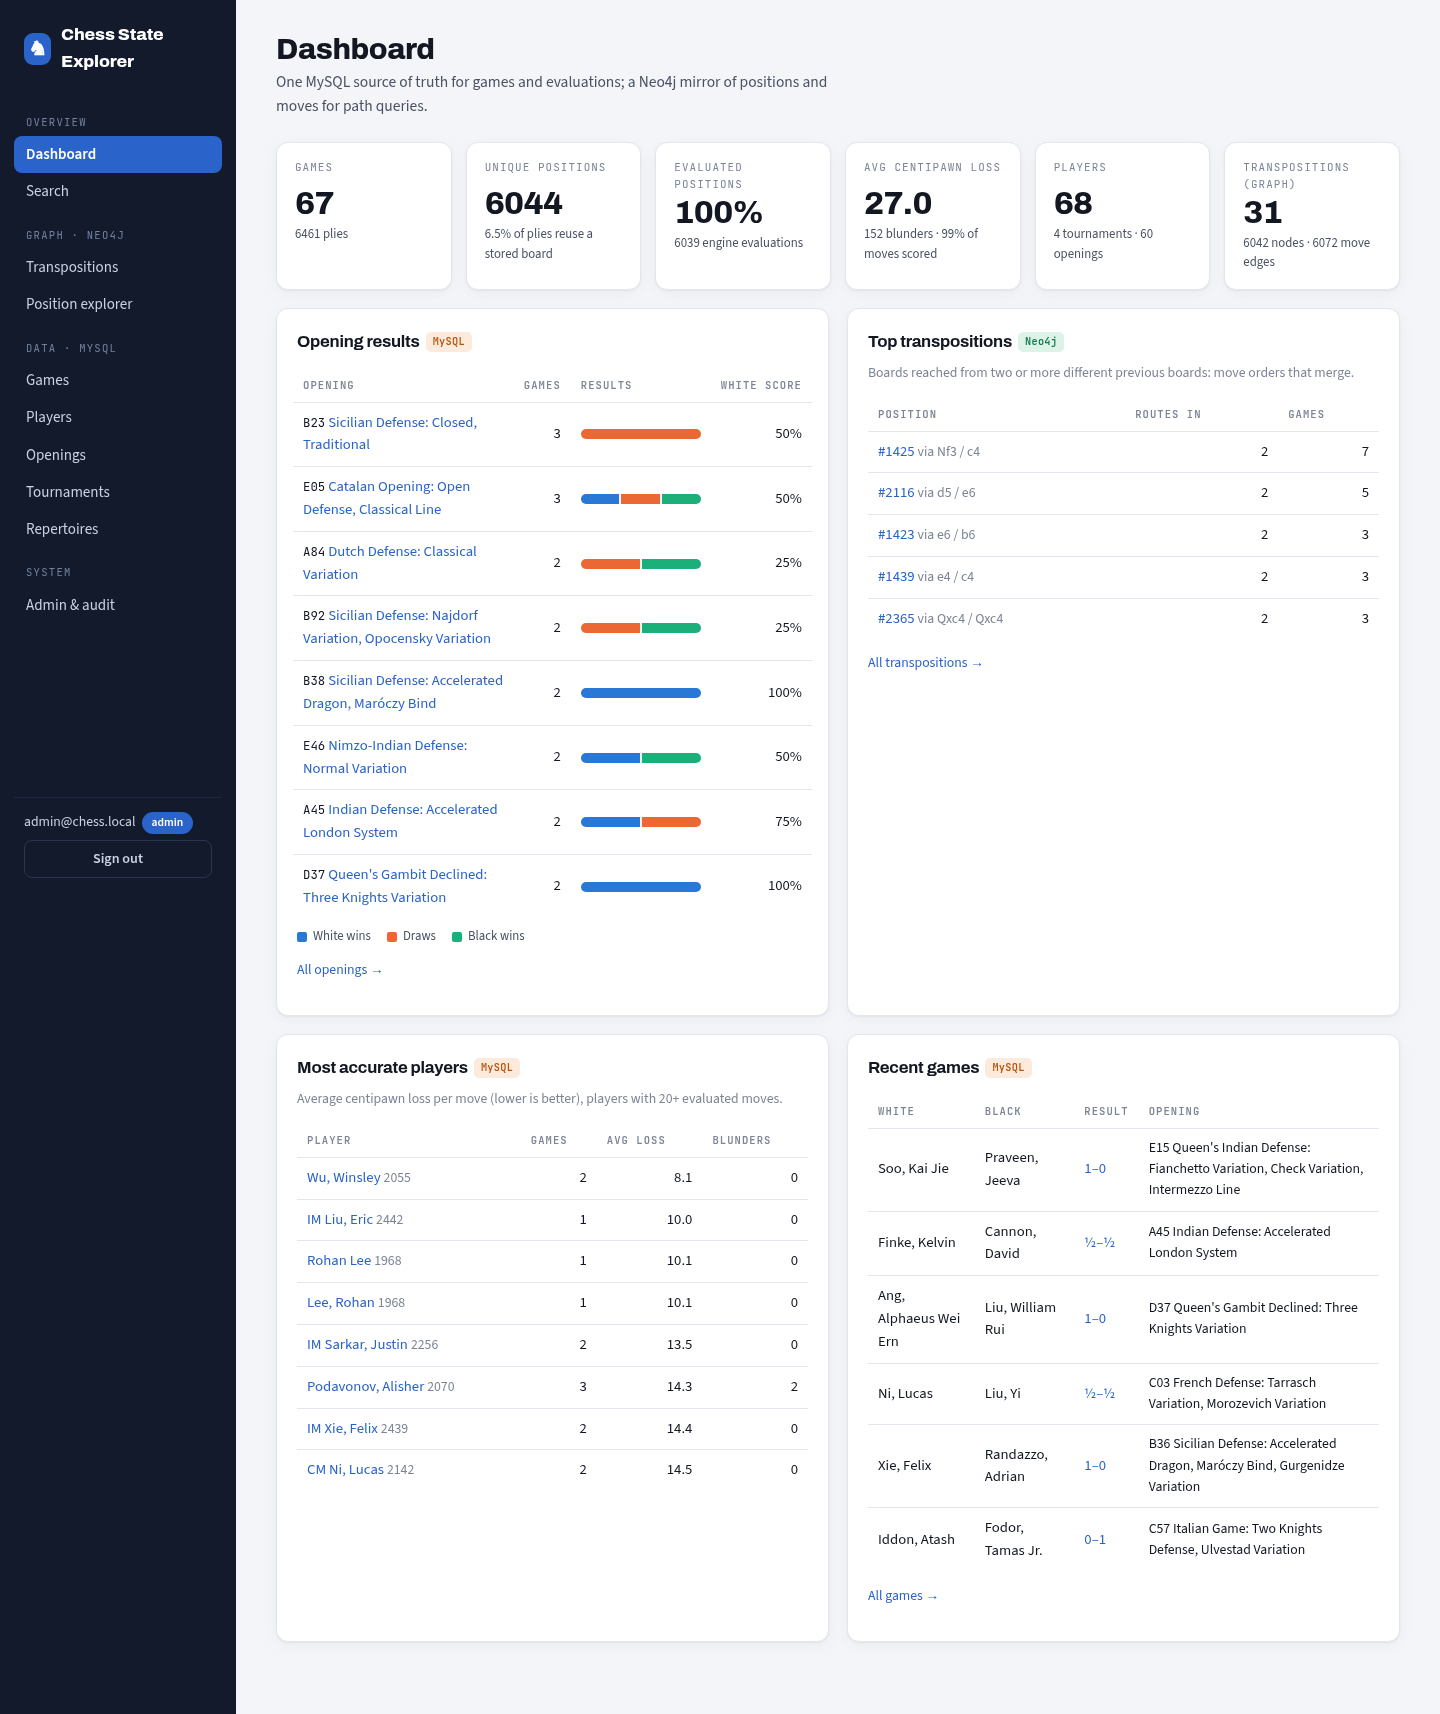 Chess State
Explorer
OVERVIEW
Dashboard
Search
GRAPH · NEO4J
Transpositions
Position explorer
DATA · MYSQL
Games
Players
Openings
Tournaments
Repertoires
SYSTEM
Admin & audit
admin@chess.local admin
Sign out
Dashboard
One MySQL source of truth for games and evaluations; a Neo4j mirror of positions and
moves for path queries.
GAMES
67
6461 plies
UNIQUE POSITIONS
6044
6.5% of plies reuse a
stored board
EVALUATED
POSITIONS
100%
6039 engine evaluations
AVG CENTIPAWN LOSS
27.0
152 blunders · 99% of
moves scored
PLAYERS
68
4 tournaments · 60
openings
TRANSPOSITIONS
(GRAPH)
31
6042 nodes · 6072 move
edges
Opening results MySQL
OPENING GAMES RESULTS WHITE SCORE
B23 Sicilian Defense: Closed,
Traditional
3 50%
E05 Catalan Opening: Open
Defense, Classical Line
3 50%
A84 Dutch Defense: Classical
Variation
2 25%
B92 Sicilian Defense: Najdorf
Variation, Opocensky Variation
2 25%
B38 Sicilian Defense: Accelerated
Dragon, Maróczy Bind
2 100%
E46 Nimzo-Indian Defense:
Normal Variation
2 50%
A45 Indian Defense: Accelerated
London System
2 75%
D37 Queen's Gambit Declined:
Three Knights Variation
2 100%
White wins Draws Black wins
All openings →
Top transpositions Neo4j
Boards reached from two or more different previous boards: move orders that merge.
POSITION ROUTES IN GAMES
#1425 via Nf3 / c4 2 7
#2116 via d5 / e6 2 5
#1423 via e6 / b6 2 3
#1439 via e4 / c4 2 3
#2365 via Qxc4 / Qxc4 2 3
All transpositions →
Most accurate players MySQL
Average centipawn loss per move (lower is better), players with 20+ evaluated moves.
PLAYER GAMES AVG LOSS BLUNDERS
Wu, Winsley 2055 2 8.1 0
IM Liu, Eric 2442 1 10.0 0
Rohan Lee 1968 1 10.1 0
Lee, Rohan 1968 1 10.1 0
IM Sarkar, Justin 2256 2 13.5 0
Podavonov, Alisher 2070 3 14.3 2
IM Xie, Felix 2439 2 14.4 0
CM Ni, Lucas 2142 2 14.5 0
Recent games MySQL
WHITE BLACK RESULT OPENING
Soo, Kai Jie
Praveen,
Jeeva
1–0
E15 Queen's Indian Defense:
Fianchetto Variation, Check Variation,
Intermezzo Line
Finke, Kelvin
Cannon,
David
½–½
A45 Indian Defense: Accelerated
London System
Ang,
Alphaeus Wei
Ern
Liu, William
Rui
1–0
D37 Queen's Gambit Declined: Three
Knights Variation
Ni, Lucas
Liu, Yi
½–½
C03 French Defense: Tarrasch
Variation, Morozevich Variation
Xie, Felix
Randazzo,
Adrian
1–0
B36 Sicilian Defense: Accelerated
Dragon, Maróczy Bind, Gurgenidze
Variation
Iddon, Atash
Fodor,
Tamas Jr.
0–1
C57 Italian Game: Two Knights
Defense, Ulvestad Variation
All games →